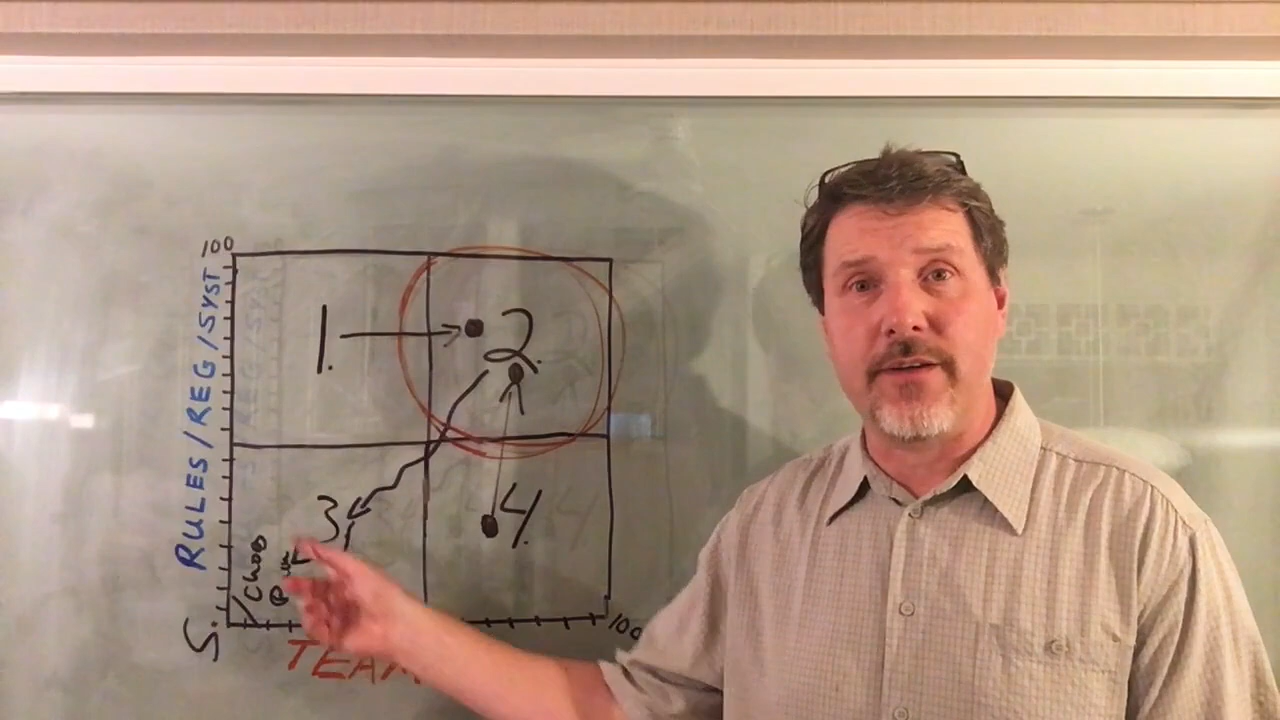 100
RULES/REG/SYST
1.
2.
3
4.
S.
100
TEAM